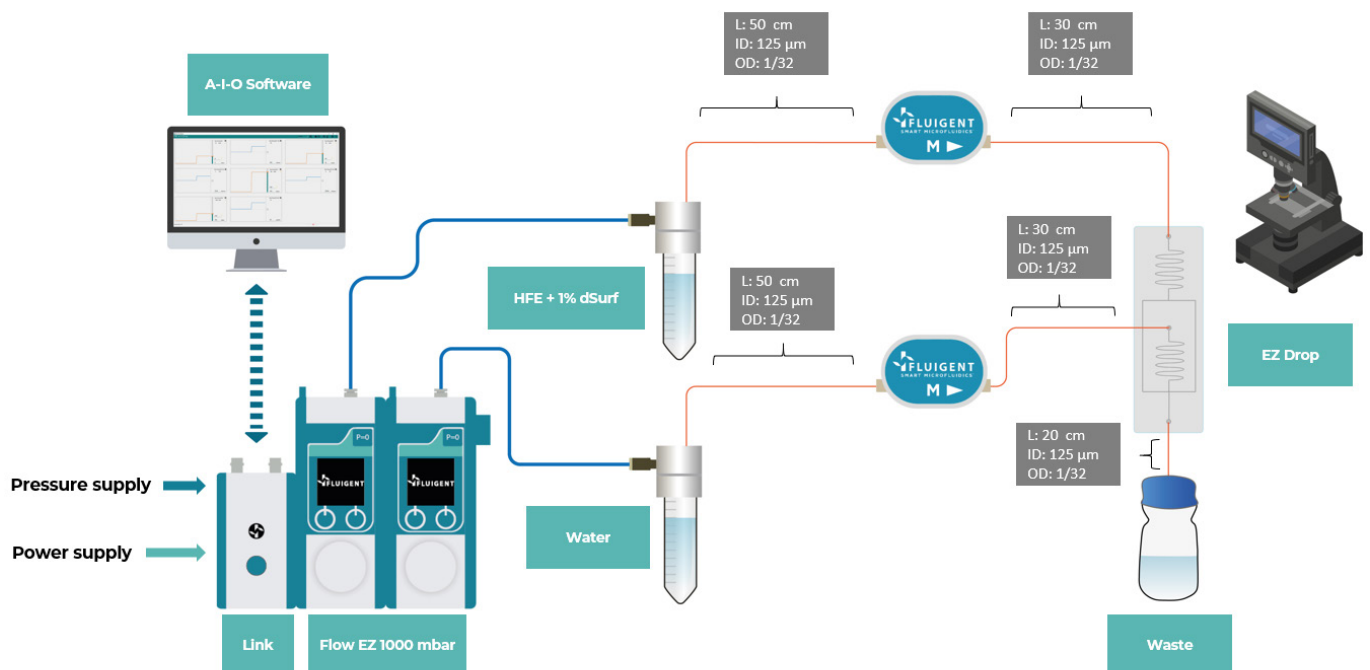 L: 50 cm
ID: 125 µm
OD: 1/32
L: 30 cm
ID: 125 µm
OD: 1/32
A-I-O Software
FLUIGENT
SMART MICROFLUIDICS
M
L: 30 cm
ID: 125 µm
OD: 1/32
L: 50 cm
ID: 125 µm
OD: 1/32
HFE + 1% dSurf
EZ Drop
FLUIGENT
SMART MICROFLUIDICS
M
P=0
P=0
L: 20 cm
ID: 125 µm
OD: 1/32
Pressure supply
FLUIGENT
FLUIGENT
Water
Power supply
Link
Flow EZ 1000 mbar
Waste